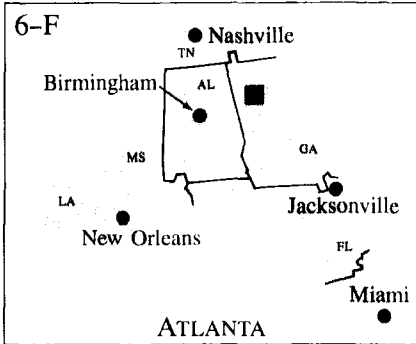 6–F
Nashville
TN
Birmingham
AL
GA
MS
LA
Jacksonville
New Orleans
FL
Miami
ATLANTA